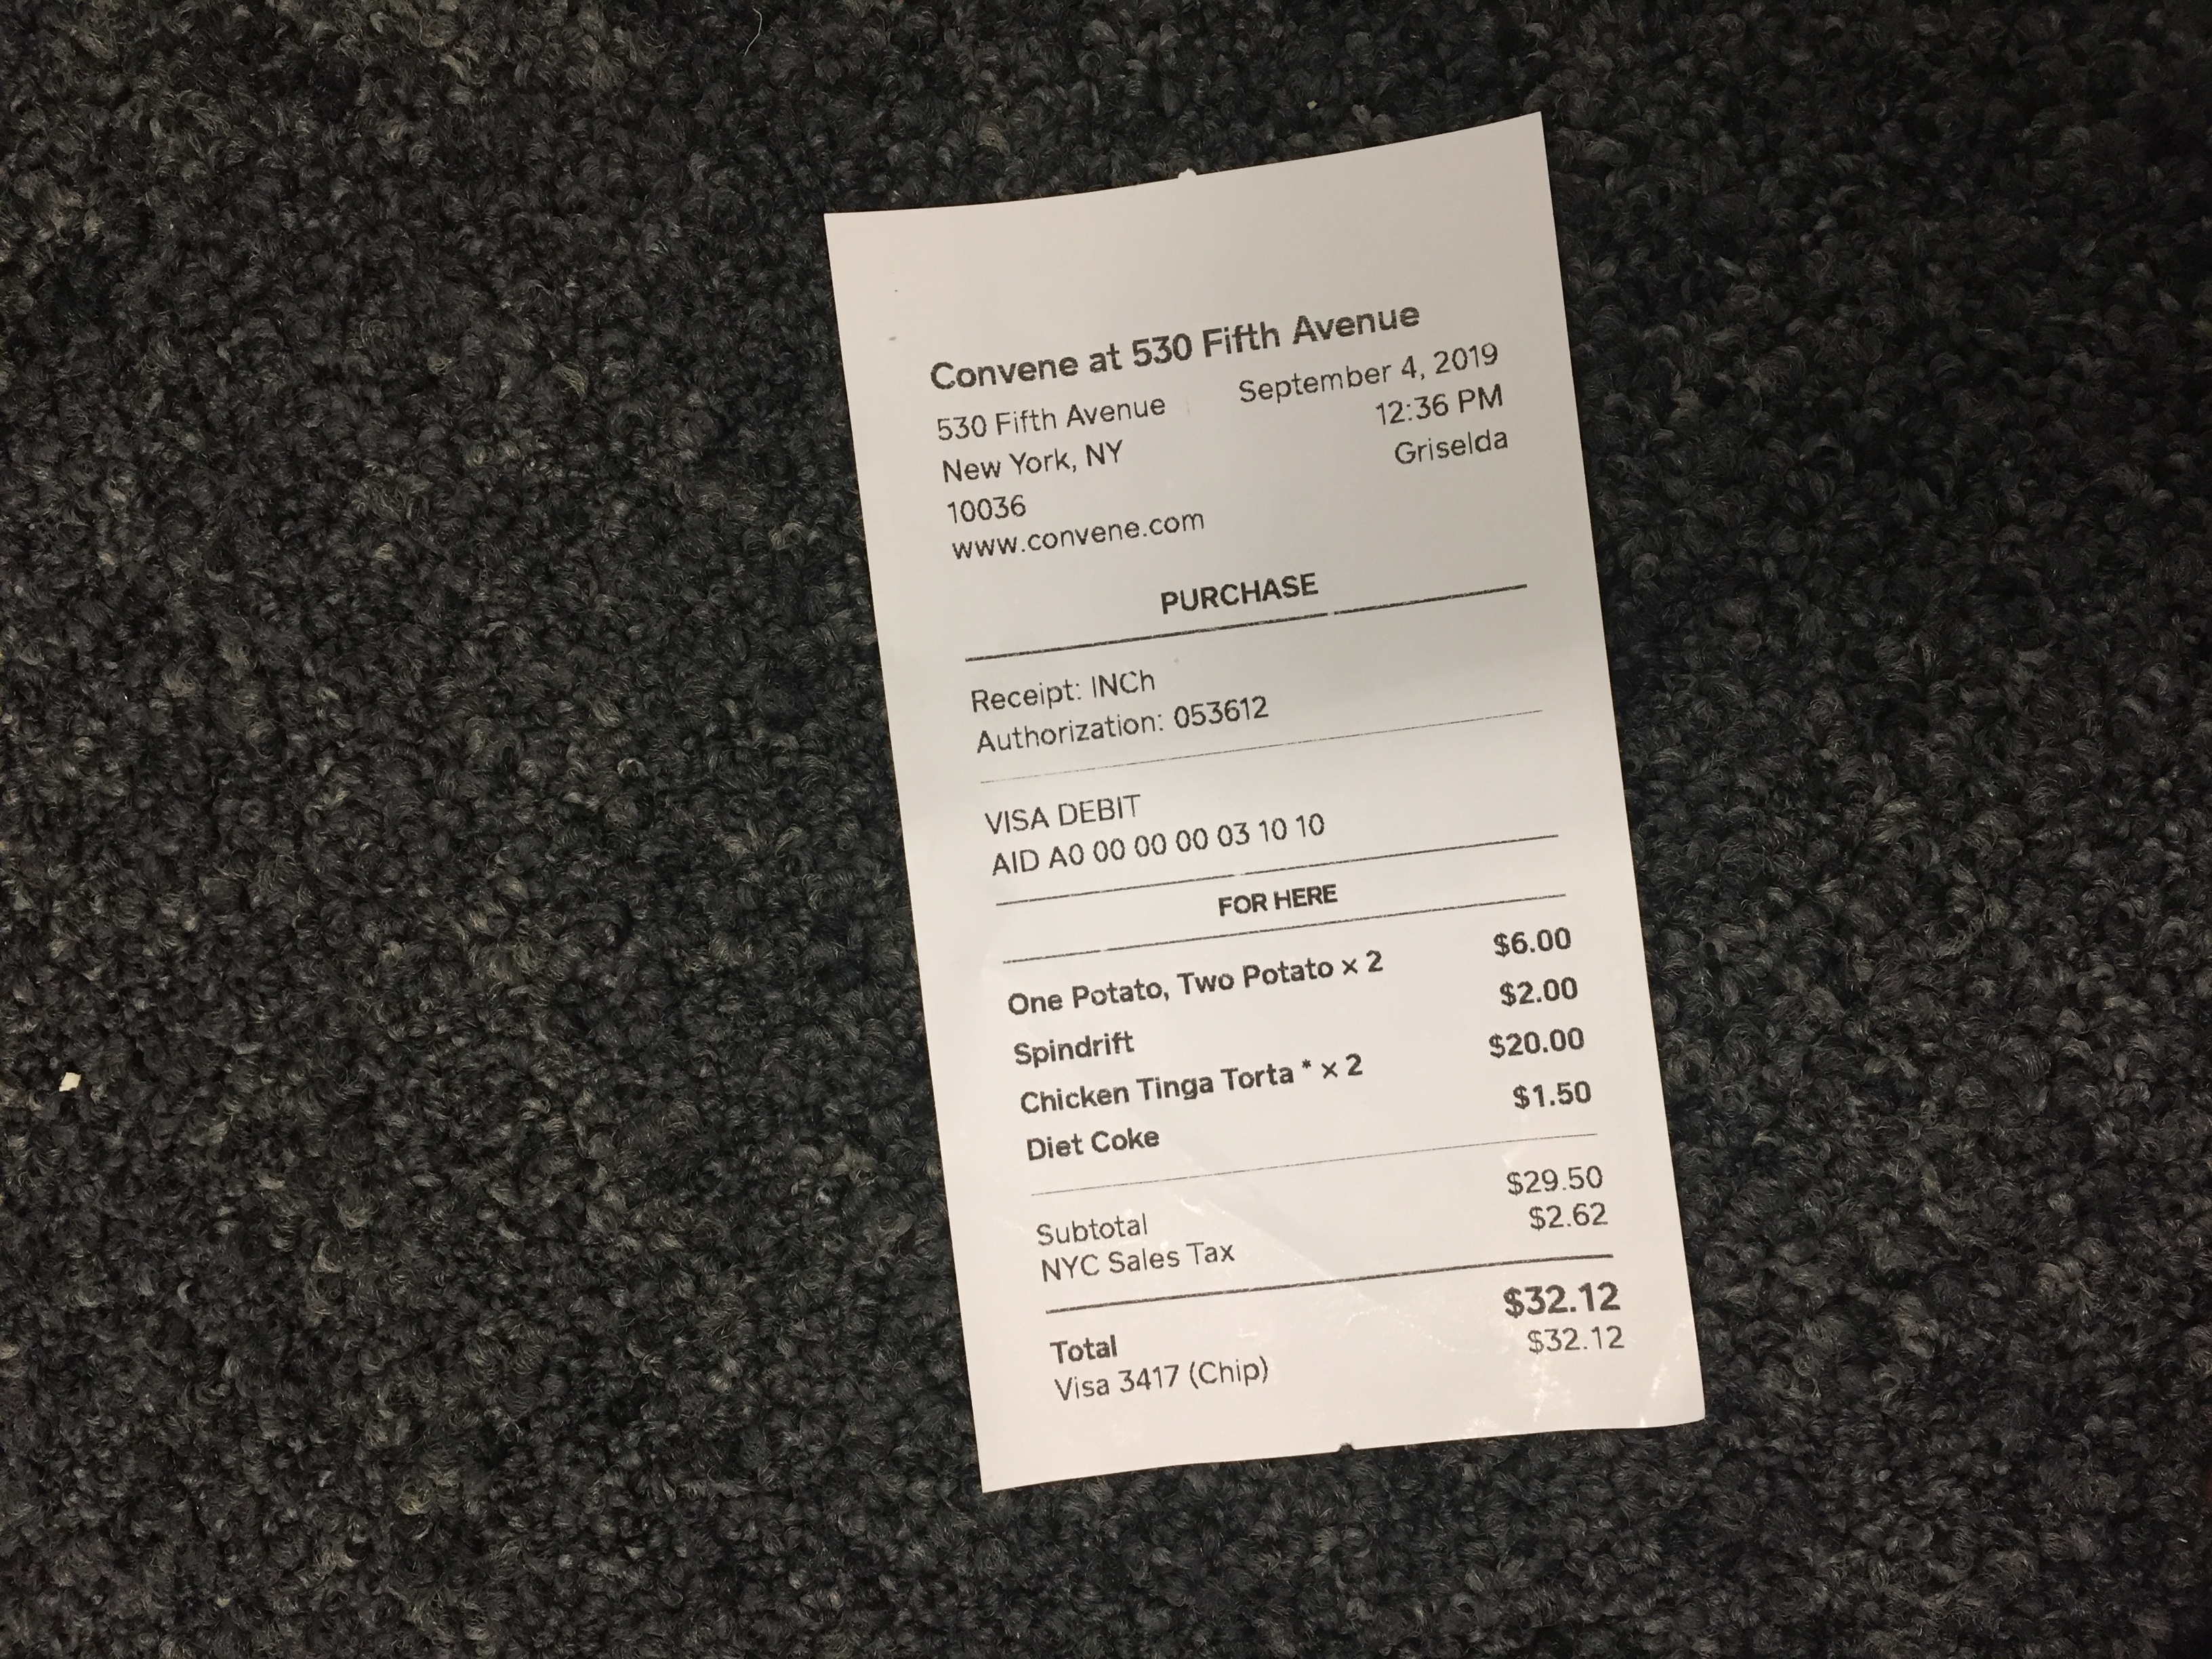 Convene at 530 Fifth Avenue
530 Fifth Avenue September 4, 2019
New York, NY 12:36 PM
10036 Griselda
www.convene.com
PURCHASE
Receipt: INCh
Authorization: 053612
VISA DEBIT
AID A0 00 00 00 03 10 10
FOR HERE
One Potato, Two Potato x 2 $6.00
Spindrift $2.00
Chicken Tinga Torta * x 2 $20.00
Diet Coke $1.50
Subtotal $29.50
NYC Sales Tax $2.62
Total $32.12
Visa 3417 (Chip) $32.12